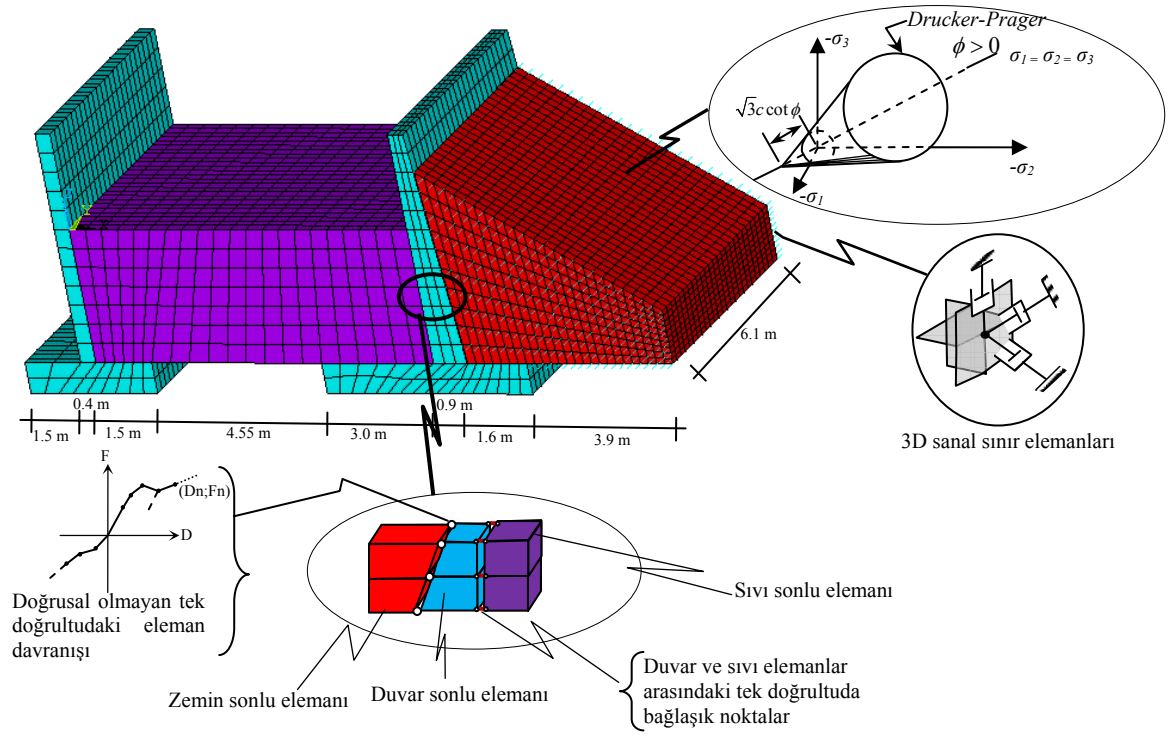 Drucker-Prager
ϕ > 0
σ1 = σ2 = σ3
-σ3
√3c cot ϕ
-σ2
-σ1
Y
X
6.1 m
0.4 m
0.9 m
1.5 m
1.5 m
4.55 m
3.0 m
1.6 m
3.9 m
3D sanal sınır elemanları
F
(Dn;Fn)
D
Doğrusal olmayan tek
doğrultudaki eleman
davranışı
Sıvı sonlu elemanı
Zemin sonlu elemanı
Duvar sonlu elemanı
Duvar ve sıvı elemanlar
arasındaki tek doğrultuda
bağlaşık noktalar